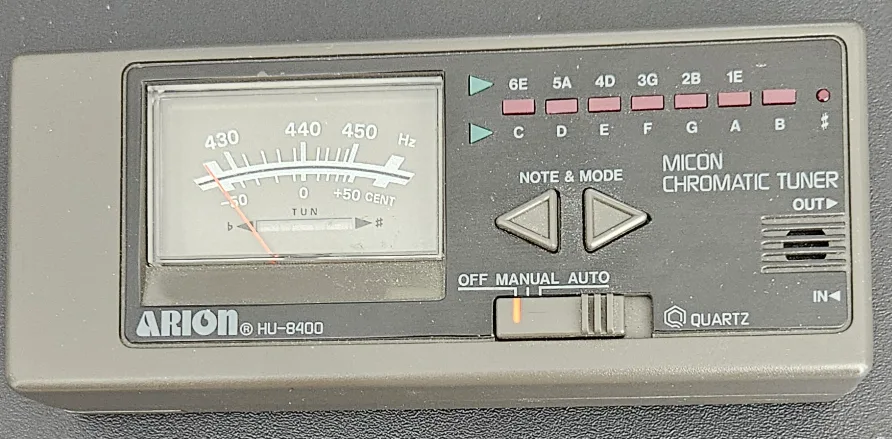 6E 5A 4D 3G 2B 1E
C D E F G A B ♯
430 440 450 Hz
-50 0 +50 CENT
TUN
♭ ♯
NOTE & MODE
MICON
CHROMATIC TUNER
OUT▶
OFF MANUAL AUTO
IN◀
ARION® HU-8400
QUARTZ